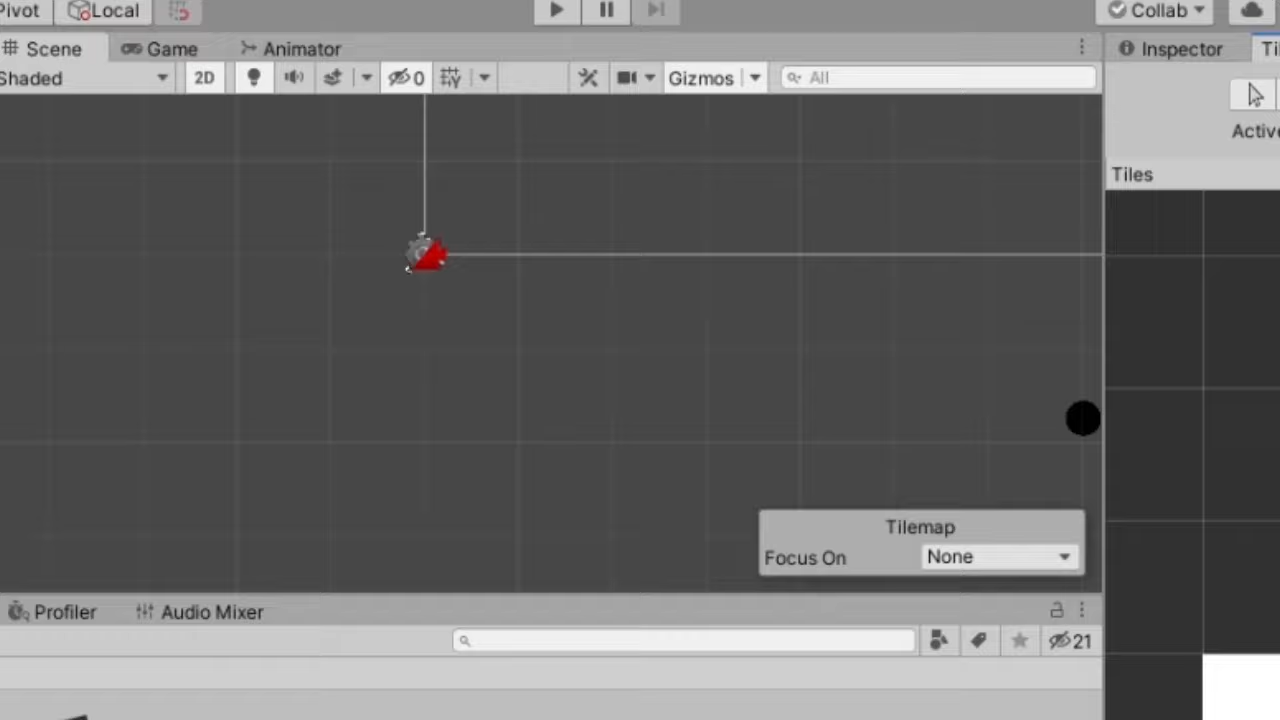 Pivot Local Collab
Scene Game Animator Inspector
Shaded 2D 0 Gizmos All
Active
Tiles
Tilemap
Focus On None
Profiler Audio Mixer
21